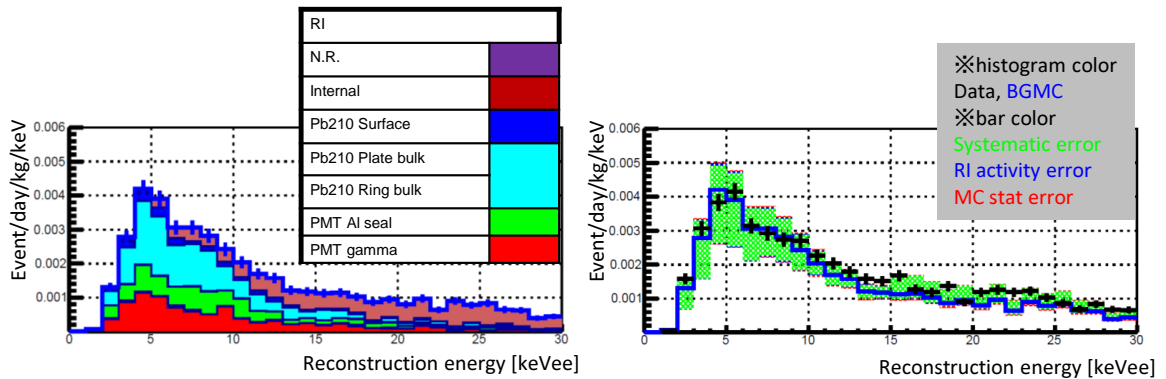 RI
N.R.
Internal
Pb210 Surface
Pb210 Plate bulk
Pb210 Ring bulk
PMT Al seal
PMT gamma
Event/day/kg/keV
0.006
0.005
0.004
0.003
0.002
0.001
0
5
10
15
20
25
30
Reconstruction energy [keVee]
※histogram color
Data, BGMC
※bar color
Systematic error
RI activity error
MC stat error
Event/day/kg/keV
0.006
0.005
0.004
0.003
0.002
0.001
0
5
10
15
20
25
30
Reconstruction energy [keVee]